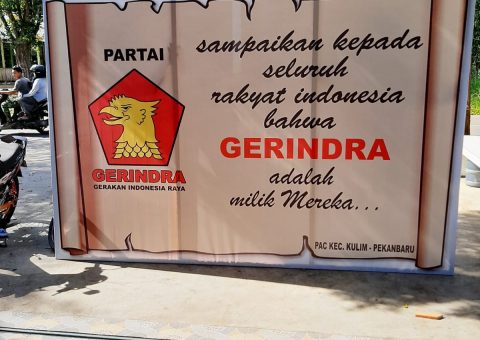 PARTAI
GERINDRA
GERAKAN INDONESIA RAYA
sampaikan kepada
seluruh
rakyat indonesia
bahwa
GERINDRA
adalah
milik Mereka...
PAC KEC. KULIM - PEKANBARU